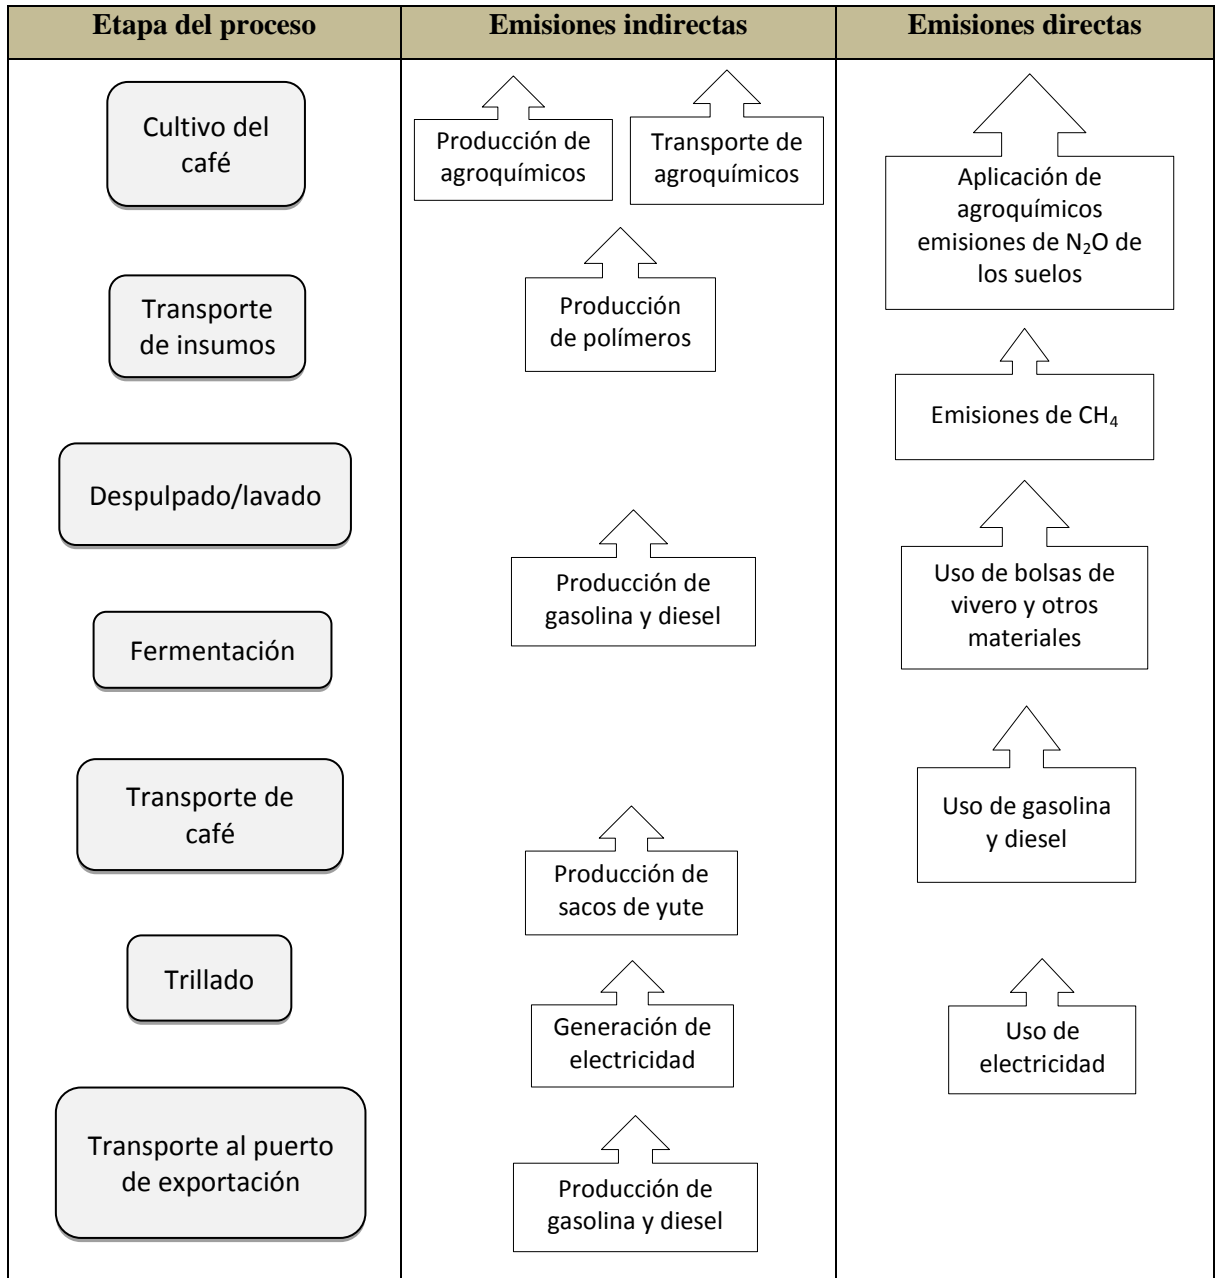 Etapa del proceso
Emisiones indirectas
Emisiones directas
Cultivo del
café
Producción de
agroquímicos
Transporte de
agroquímicos
Aplicación de
agroquímicos
emisiones de N₂O de
los suelos
Transporte
de insumos
Producción
de polímeros
Emisiones de CH₄
Despulpado/lavado
Producción de
gasolina y diesel
Uso de bolsas de
vivero y otros
materiales
Fermentación
Transporte de
café
Producción de
sacos de yute
Uso de gasolina
y diesel
Trillado
Generación de
electricidad
Uso de
electricidad
Transporte al puerto
de exportación
Producción de
gasolina y diesel